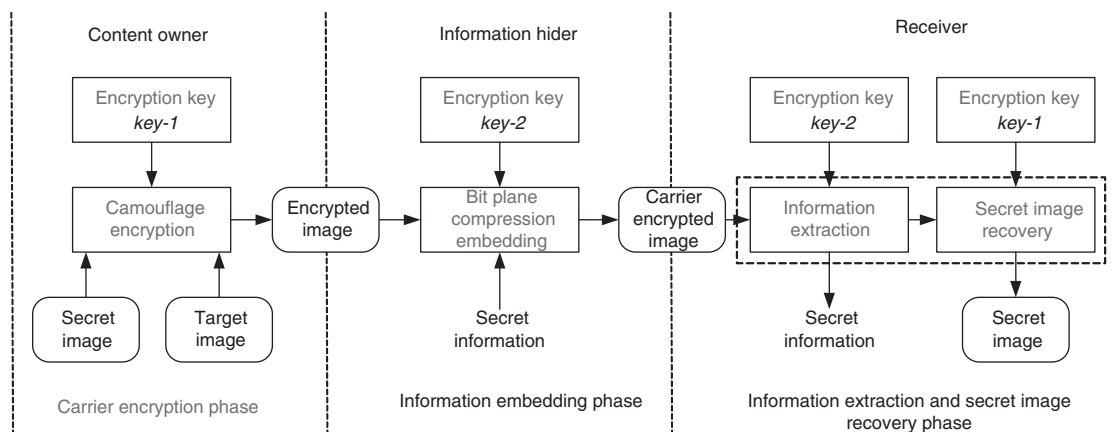 Content owner
Information hider
Receiver
Encryption key
key-1
Encryption key
key-2
Encryption key
key-2
Encryption key
key-1
Camouflage
encryption
Encrypted
image
Bit plane
compression
embedding
Carrier
encrypted
image
Information
extraction
Secret image
recovery
Secret
image
Target
image
Secret
information
Secret
information
Secret
image
Carrier encryption phase
Information embedding phase
Information extraction and secret image
recovery phase